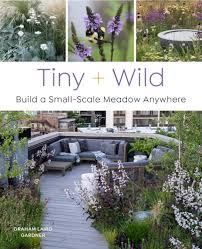 Tiny + Wild
Build a Small-Scale Meadow Anywhere
GRAHAM LAIRD
GARDNER